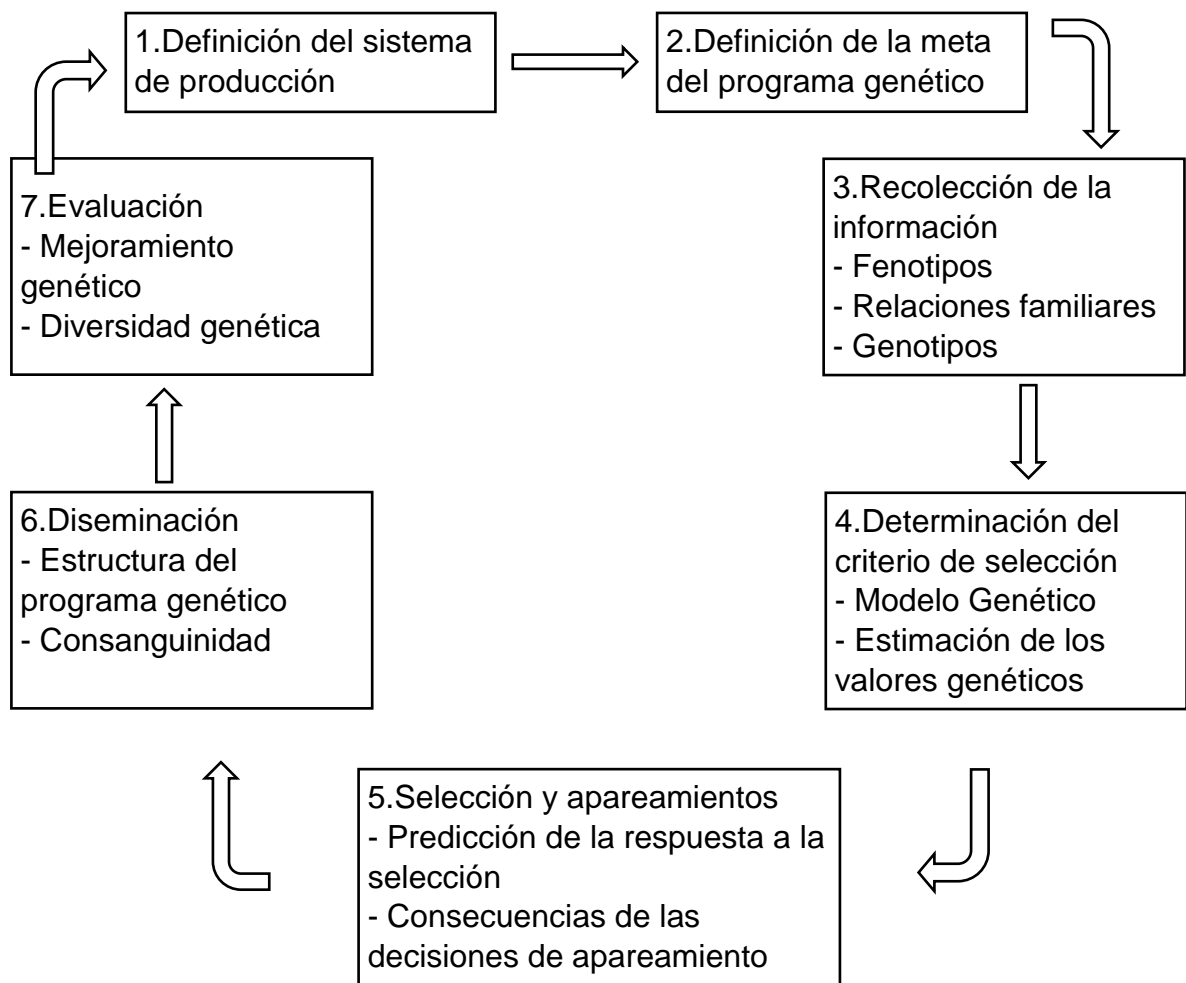 1.Definición del sistema
de producción
2.Definición de la meta
del programa genético
3.Recolección de la
información
- Fenotipos
- Relaciones familiares
- Genotipos
4.Determinación del
criterio de selección
- Modelo Genético
- Estimación de los
valores genéticos
5.Selección y apareamientos
- Predicción de la respuesta a la
selección
- Consecuencias de las
decisiones de apareamiento
6.Diseminación
- Estructura del
programa genético
- Consanguinidad
7.Evaluación
- Mejoramiento
genético
- Diversidad genética